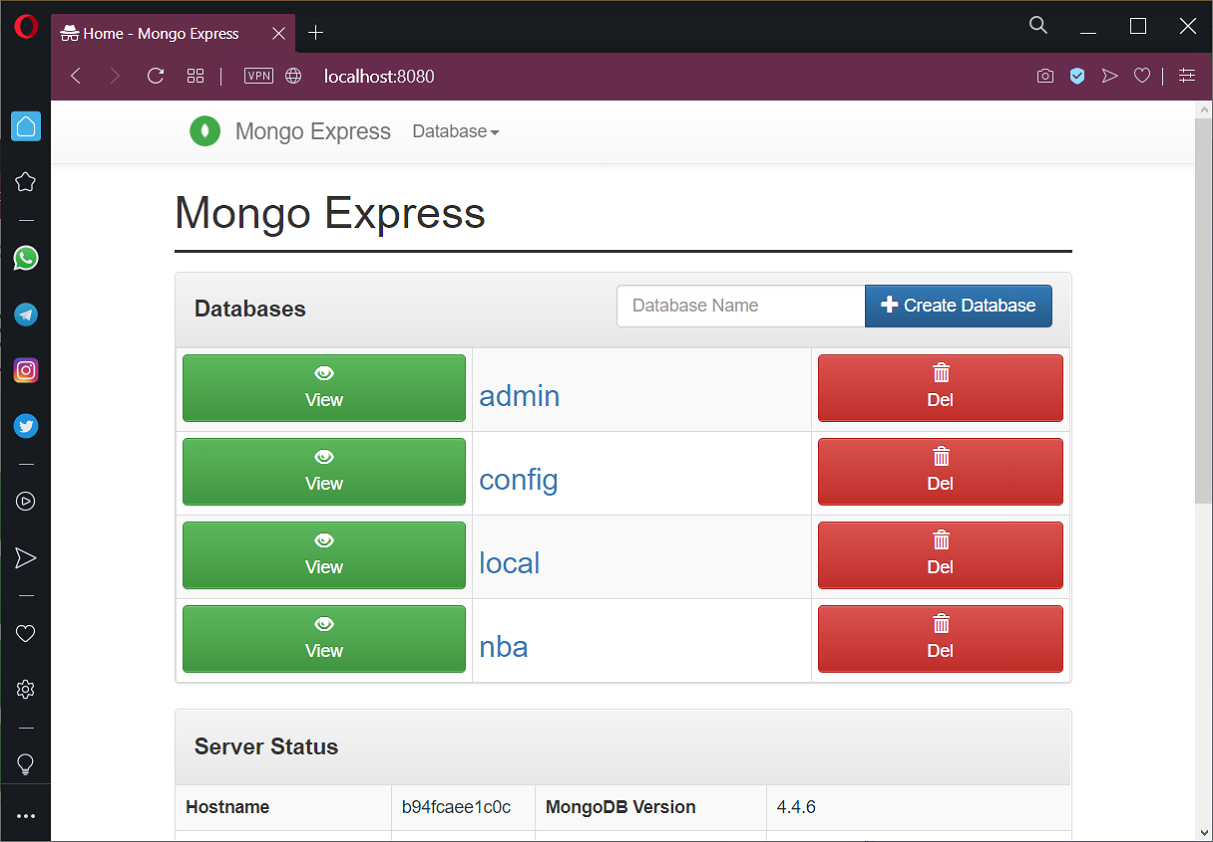 Home - Mongo Express
VPN localhost:8080
Mongo Express Database
Mongo Express
Databases Database Name Create Database
View admin Del
View config Del
View local Del
View nba Del
Server Status
Hostname b94fcaee1c0c MongoDB Version 4.4.6